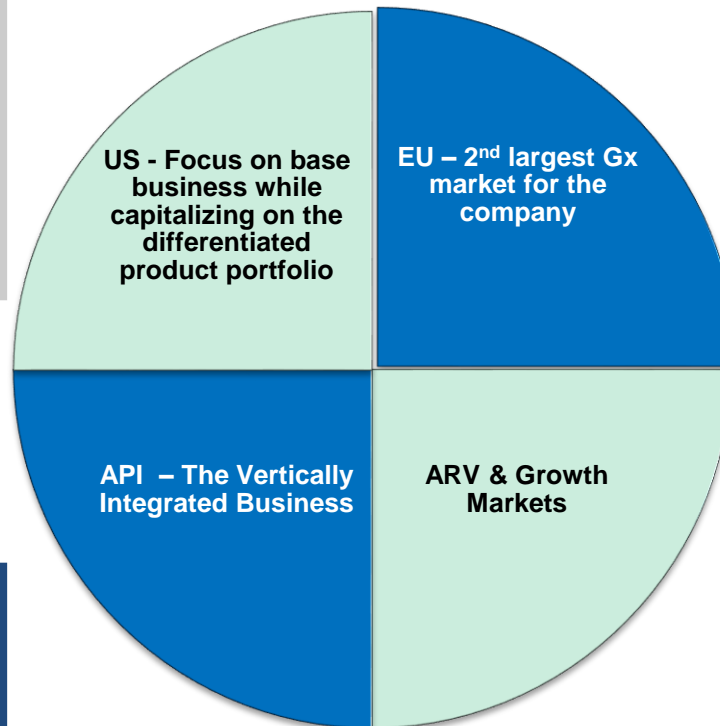 US - Focus on base
business while
capitalizing on the
differentiated
product portfolio
EU – 2nd largest Gx
market for the
company
API – The Vertically
Integrated Business
ARV & Growth
Markets